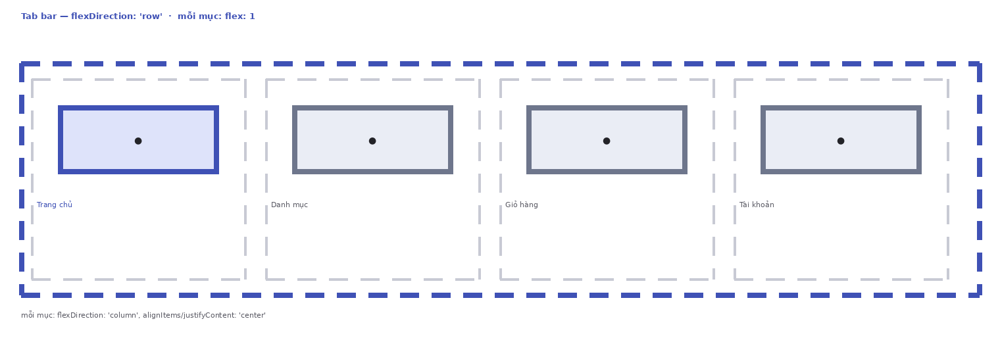 Tab bar — flexDirection: 'row' · mỗi mục: flex: 1
Trang chủ
Danh mục
Giỏ hàng
Tài khoản
mỗi mục: flexDirection: 'column', alignItems/justifyContent: 'center'